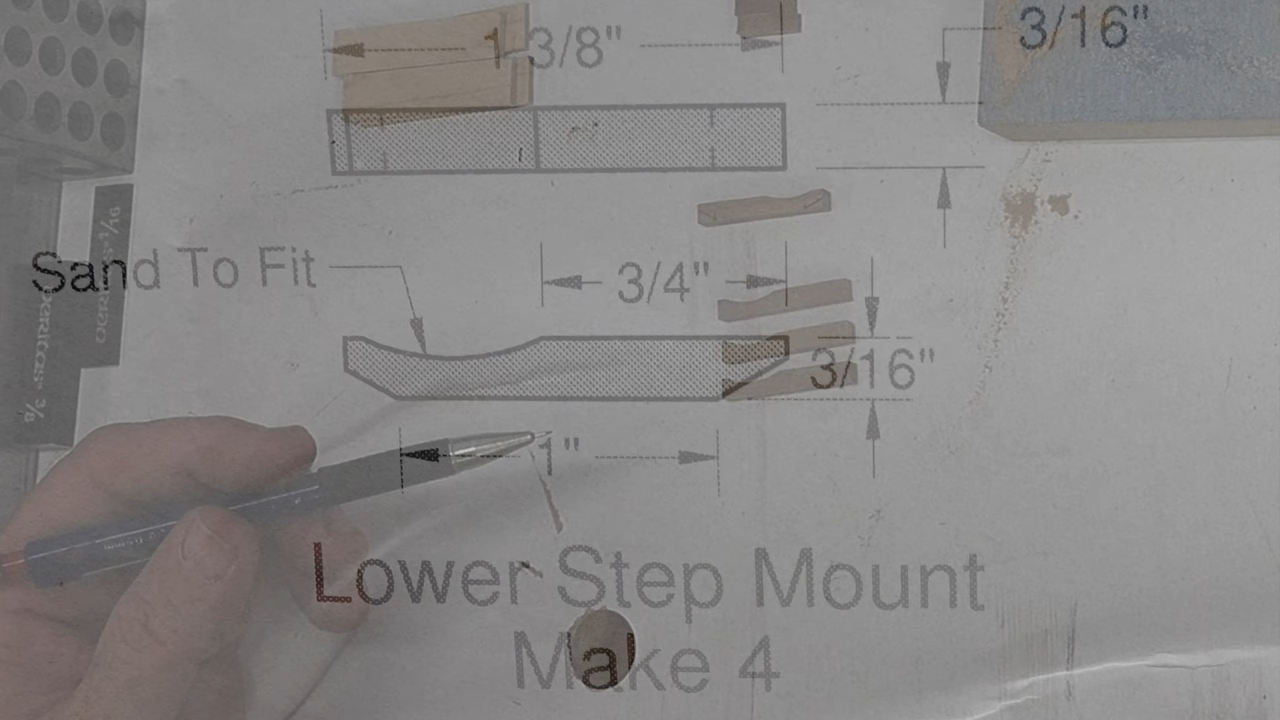 1 3/8"
3/16"
Sand To Fit
3/4"
3/16"
1"
Lower Step Mount
Make 4